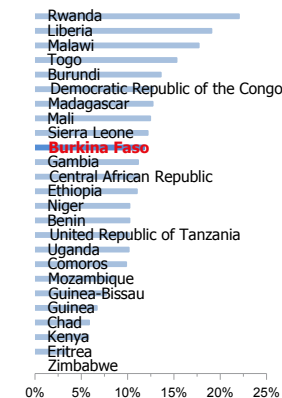 Rwanda
Liberia
Malawi
Togo
Burundi
Democratic Republic of the Congo
Madagascar
Mali
Sierra Leone
Burkina Faso
Gambia
Central African Republic
Ethiopia
Niger
Benin
United Republic of Tanzania
Uganda
Comoros
Mozambique
Guinea-Bissau
Guinea
Chad
Kenya
Eritrea
Zimbabwe
0% 5% 10% 15% 20% 25%